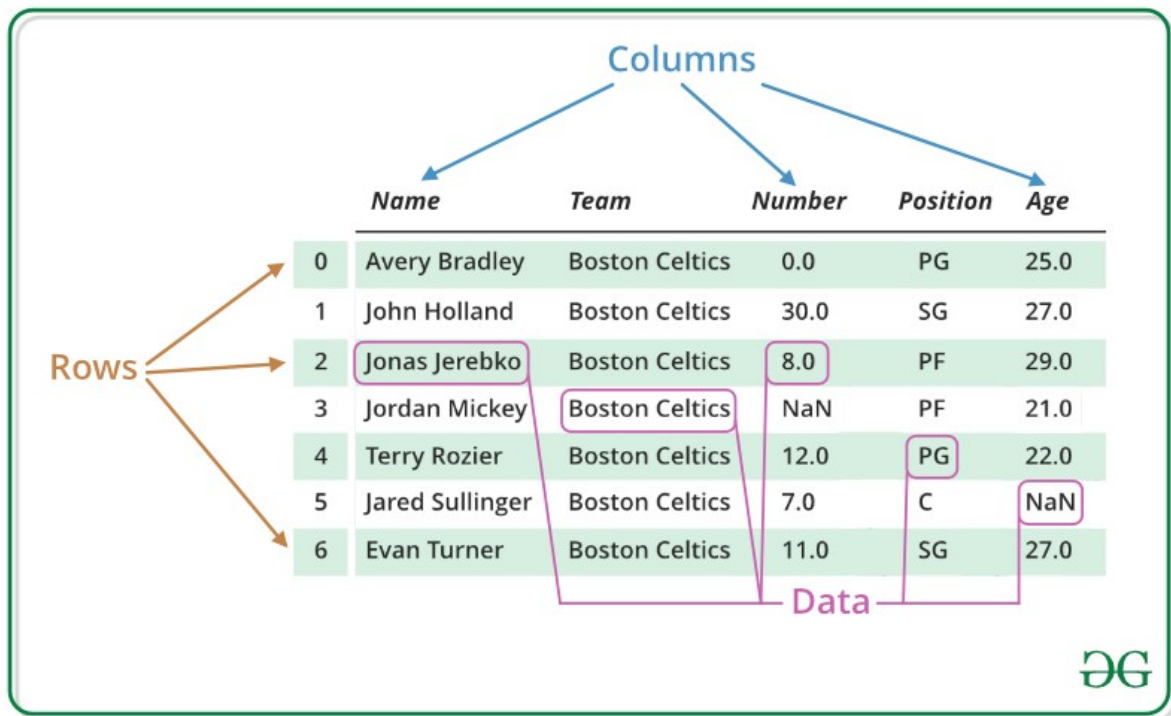 Columns
Name Team Number Position Age
0 Avery Bradley Boston Celtics 0.0 PG 25.0
1 John Holland Boston Celtics 30.0 SG 27.0
Rows 2 Jonas Jerebko Boston Celtics 8.0 PF 29.0
3 Jordan Mickey Boston Celtics NaN PF 21.0
4 Terry Rozier Boston Celtics 12.0 PG 22.0
5 Jared Sullinger Boston Celtics 7.0 C NaN
6 Evan Turner Boston Celtics 11.0 SG 27.0
Data